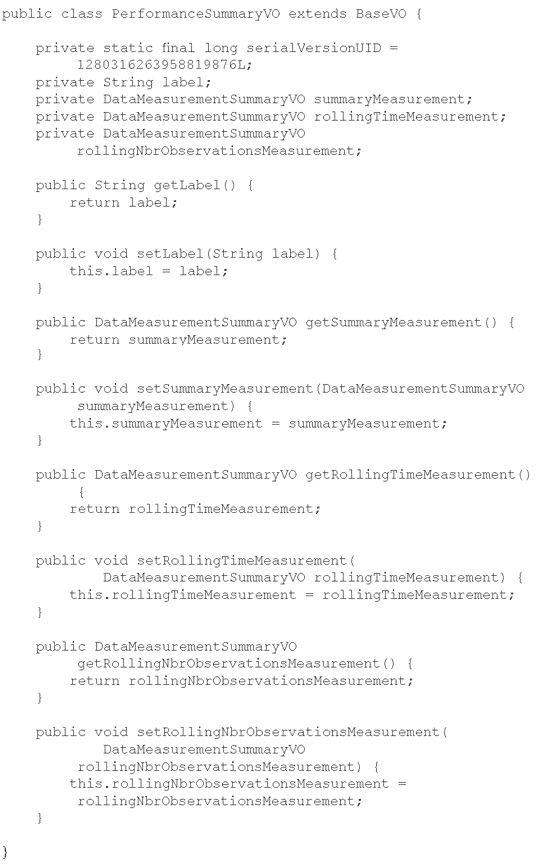 public class PerformanceSummaryVO extends BaseVO {
private static final long serialVersionUID =
1280316263958819876L;
private String label;
private DataMeasurementSummaryVO summaryMeasurement;
private DataMeasurementSummaryVO rollingTimeMeasurement;
private DataMeasurementSummaryVO
rollingNbrObservationsMeasurement;
public String getLabel() {
return label;
}
public void setLabel(String label) {
this.label = label;
}
public DataMeasurementSummaryVO getSummaryMeasurement() {
return summaryMeasurement;
}
public void setSummaryMeasurement(DataMeasurementSummaryVO
summaryMeasurement) {
this.summaryMeasurement = summaryMeasurement;
}
public DataMeasurementSummaryVO getRollingTimeMeasurement()
{
return rollingTimeMeasurement;
}
public void setRollingTimeMeasurement(
DataMeasurementSummaryVO rollingTimeMeasurement) {
this.rollingTimeMeasurement = rollingTimeMeasurement;
}
public DataMeasurementSummaryVO
getRollingNbrObservationsMeasurement() {
return rollingNbrObservationsMeasurement;
}
public void setRollingNbrObservationsMeasurement(
DataMeasurementSummaryVO
rollingNbrObservationsMeasurement) {
this.rollingNbrObservationsMeasurement =
rollingNbrObservationsMeasurement;
}
}